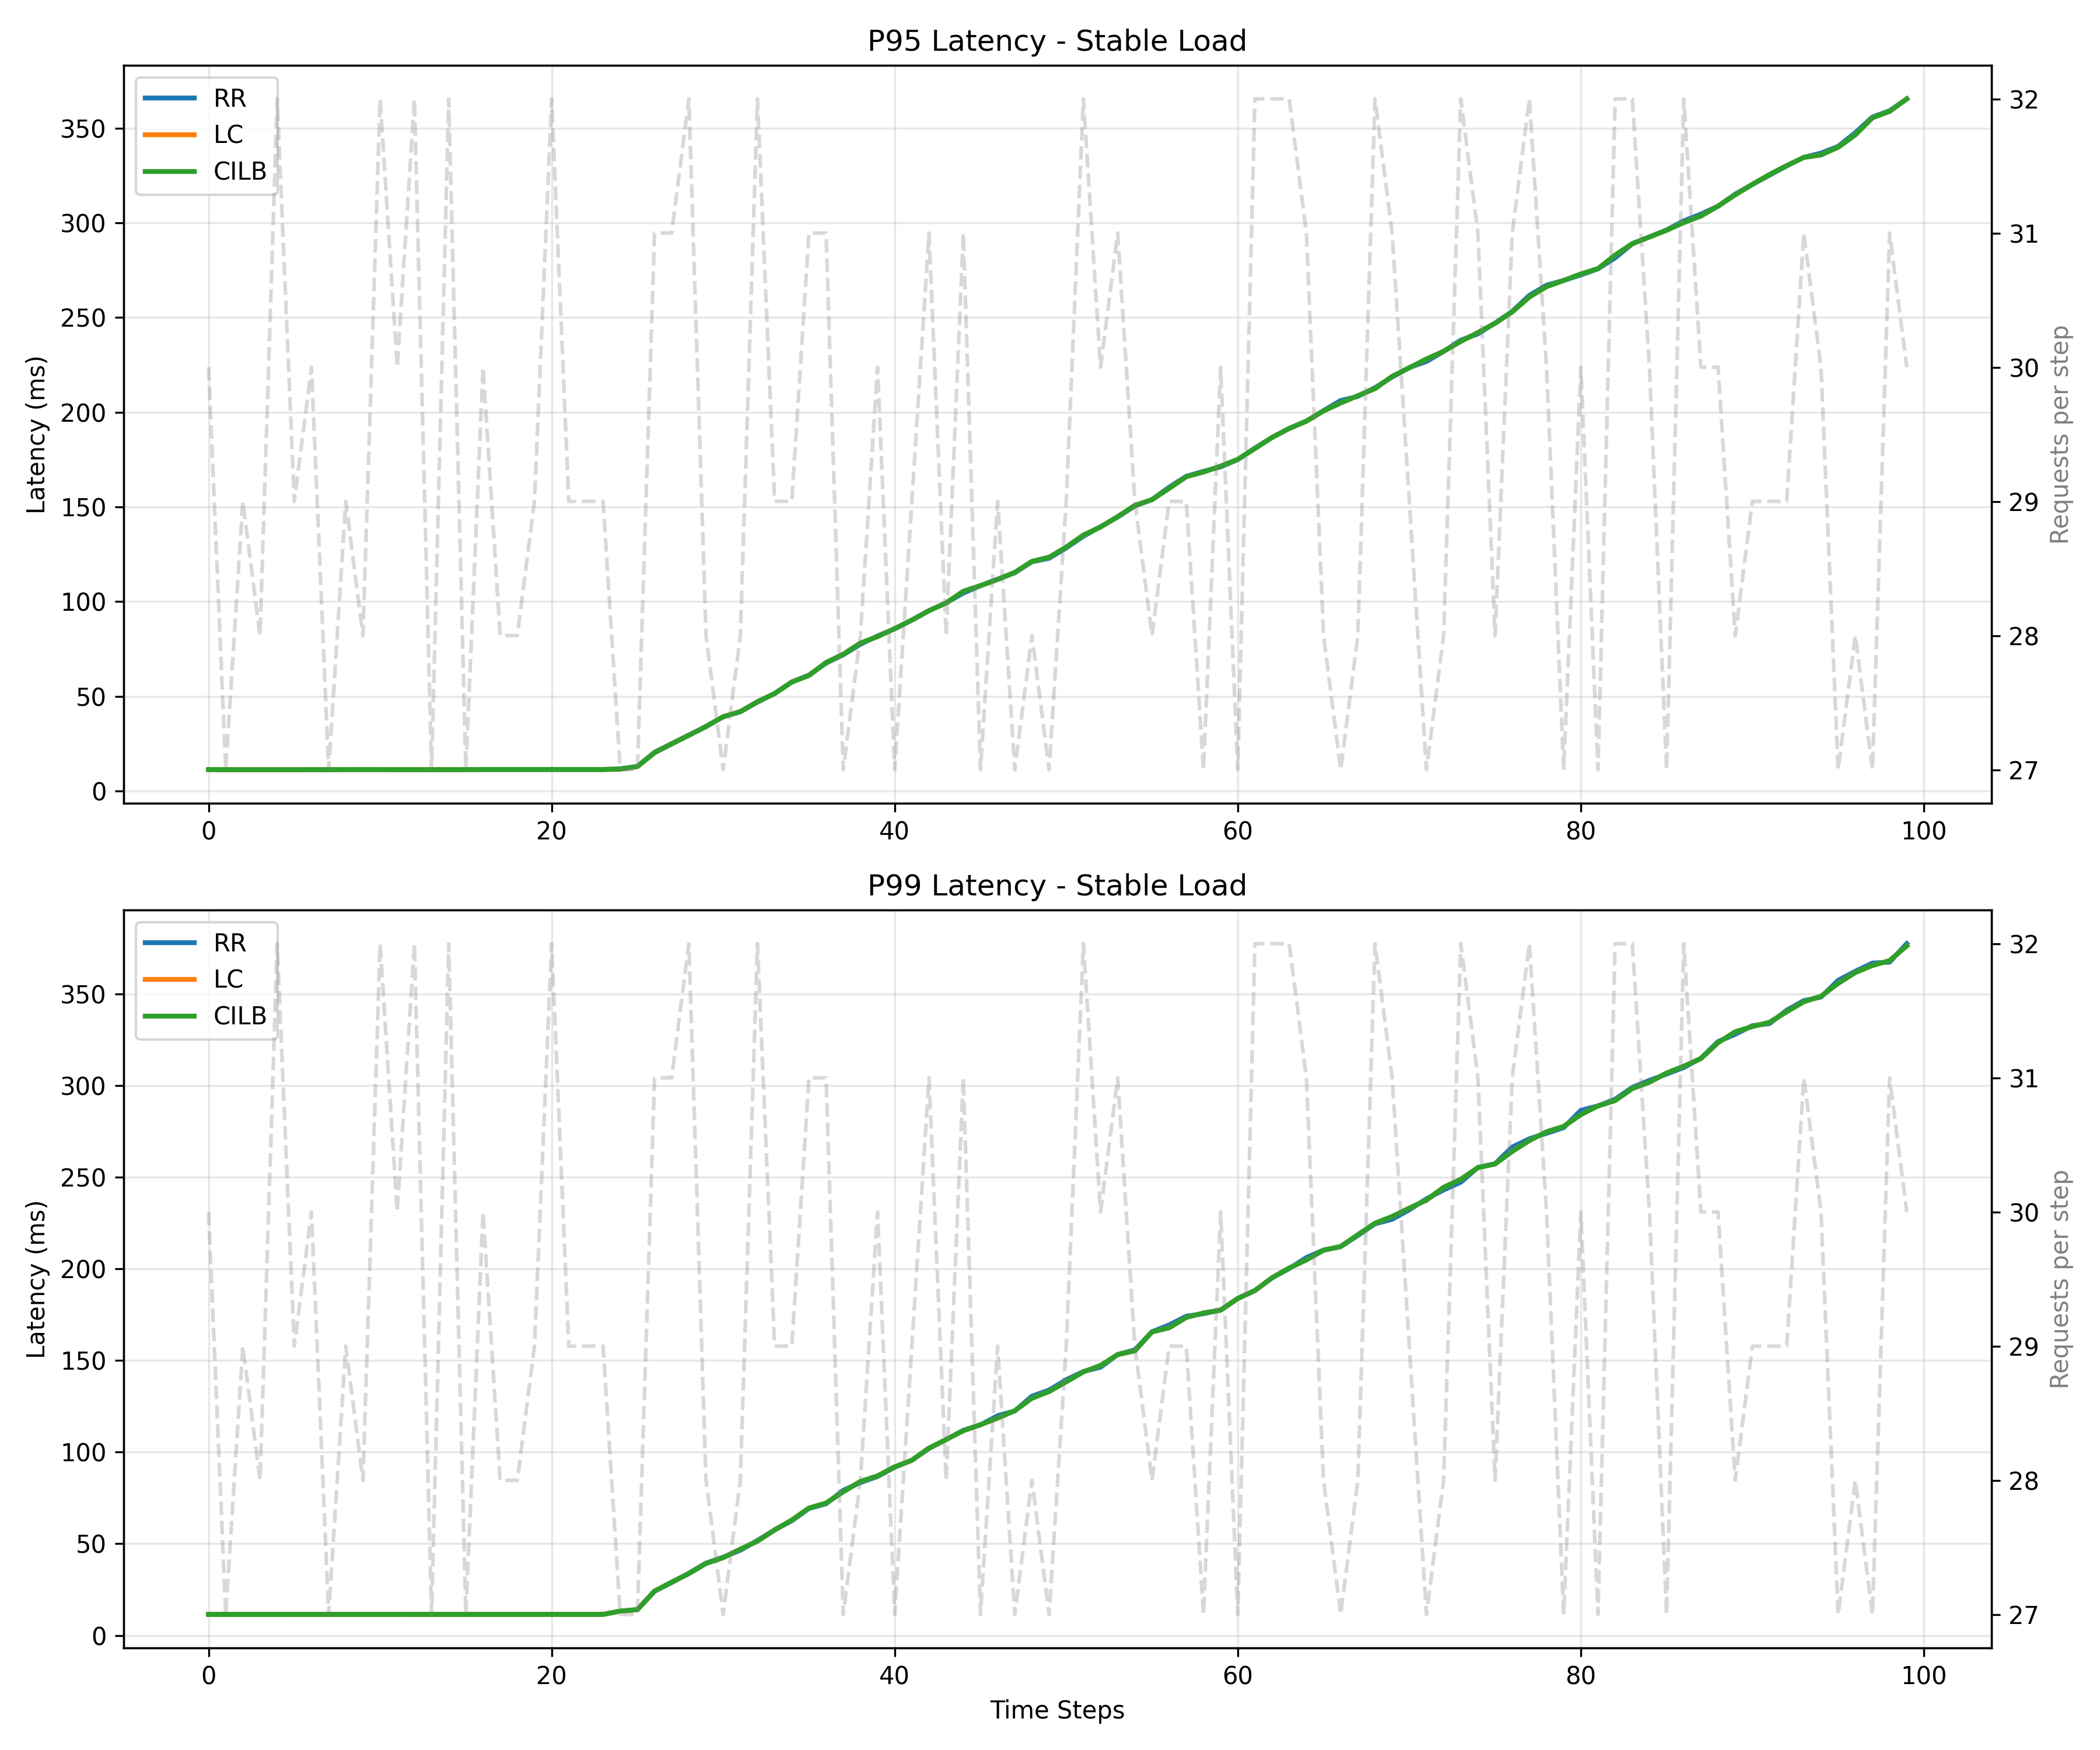 P95 Latency - Stable Load
RR
LC
CILB
Latency (ms)
350
300
250
200
150
100
50
0
32
31
30
29
28
27
Requests per step
0 20 40 60 80 100
P99 Latency - Stable Load
RR
LC
CILB
Latency (ms)
350
300
250
200
150
100
50
0
32
31
30
29
28
27
Requests per step
0 20 40 60 80 100
Time Steps